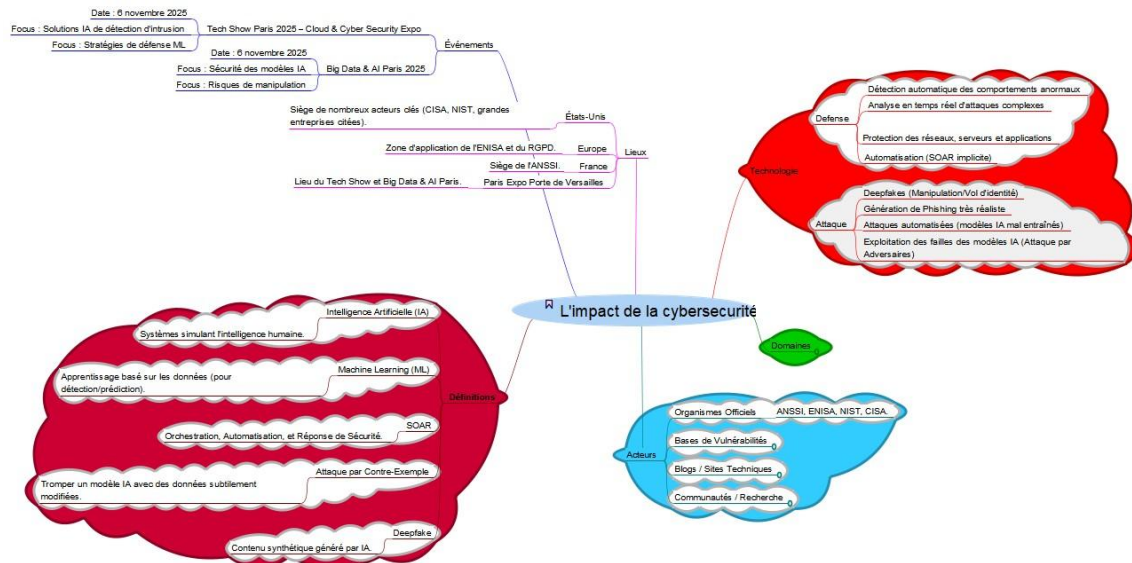 Date : 6 novembre 2025
Focus : Solutions IA de détection d'intrusion
Focus : Stratégies de défense ML
Tech Show Paris 2025 – Cloud & Cyber Security Expo
Date : 6 novembre 2025
Focus : Sécurité des modèles IA
Focus : Risques de manipulation
Big Data & AI Paris 2025
Événements
Siège de nombreux acteurs clés (CISA, NIST, grandes
entreprises citées).
États-Unis
Zone d'application de l'ENISA et du RGPD.
Europe
Siège de l'ANSSI.
France
Lieu du Tech Show et Big Data & AI Paris.
Paris Expo Porte de Versailles
Lieux
Technologie
Defense
Détection automatique des comportements anormaux
Analyse en temps réel d'attaques complexes
Protection des réseaux, serveurs et applications
Automatisation (SOAR implicite)
Attaque
Deepfakes (Manipulation/Vol d'identité)
Génération de Phishing très réaliste
Attaques automatisées (modèles IA mal entraînés)
Exploitation des failles des modèles IA (Attaque par
Adversaires)
L'impact de la cybersecurité
Domaines
Définitions
Intelligence Artificielle (IA)
Systèmes simulant l'intelligence humaine.
Machine Learning (ML)
Apprentissage basé sur les données (pour
détection/prédiction).
SOAR
Orchestration, Automatisation, et Réponse de Sécurité.
Attaque par Contre-Exemple
Tromper un modèle IA avec des données subtilement
modifiées.
Deepfake
Contenu synthétique généré par IA.
Acteurs
Organismes Officiels
ANSSI, ENISA, NIST, CISA.
Bases de Vulnérabilités
Blogs / Sites Techniques
Communautés / Recherche